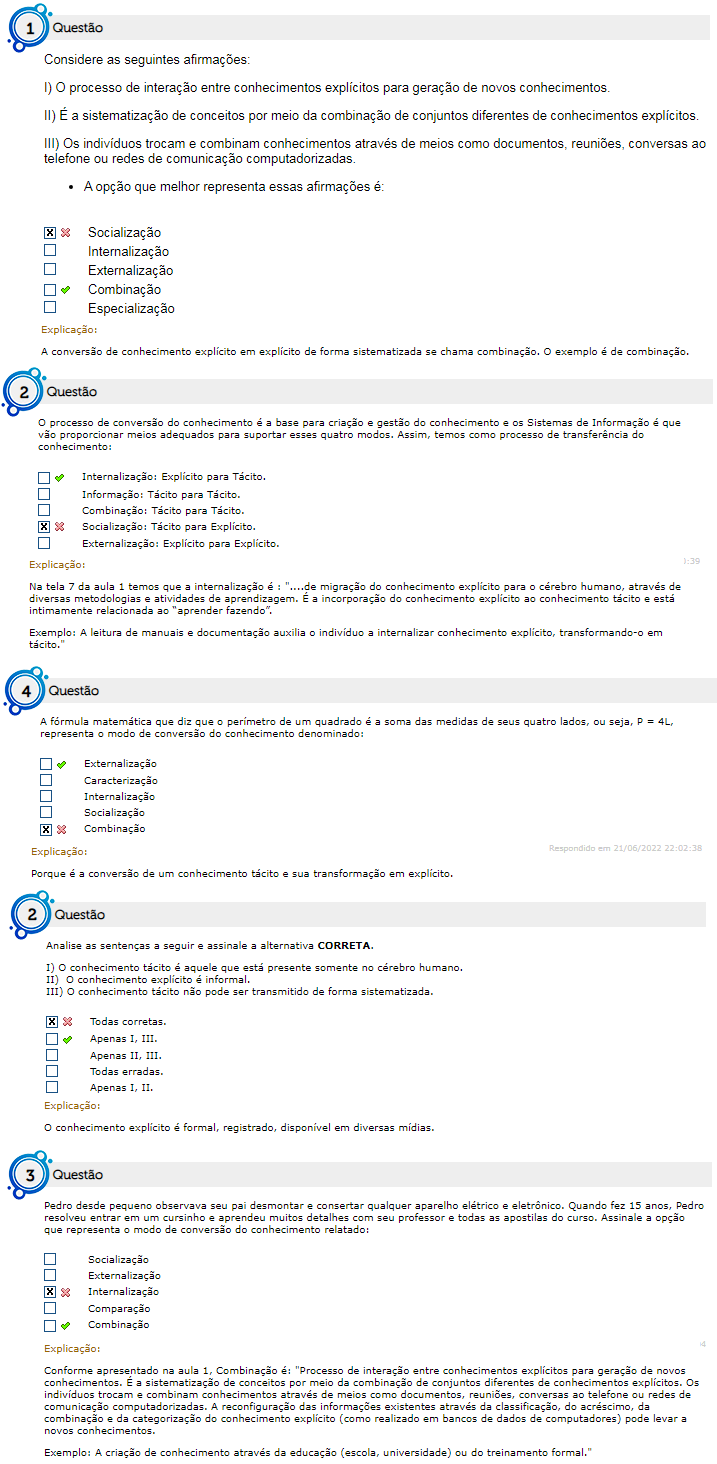 1 Questão
Considere as seguintes afirmações:
I) O processo de interação entre conhecimentos explícitos para geração de novos conhecimentos.
II) É a sistematização de conceitos por meio da combinação de conjuntos diferentes de conhecimentos explícitos.
III) Os indivíduos trocam e combinam conhecimentos através de meios como documentos, reuniões, conversas ao
telefone ou redes de comunicação computadorizadas.
• A opção que melhor representa essas afirmações é:
Socialização
Internalização
Externalização
Combinação
Especialização
Explicação:
A conversão de conhecimento explícito em explícito de forma sistematizada se chama combinação. O exemplo é de combinação.
2 Questão
O processo de conversão do conhecimento é a base para criação e gestão do conhecimento e os Sistemas de Informação é que
vão proporcionar meios adequados para suportar esses quatro modos. Assim, temos como processo de transferência do
conhecimento:
Internalização: Explícito para Tácito.
Informação: Tácito para Tácito.
Combinação: Tácito para Tácito.
Socialização: Tácito para Explícito.
Externalização: Explícito para Explícito.
Explicação:
Na tela 7 da aula 1 temos que a internalização é : "....de migração do conhecimento explícito para o cérebro humano, através de
diversas metodologias e atividades de aprendizagem. É a incorporação do conhecimento explícito ao conhecimento tácito e está
intimamente relacionada ao “aprender fazendo”.
Exemplo: A leitura de manuais e documentação auxilia o indivíduo a internalizar conhecimento explícito, transformando-o em
tácito."
4 Questão
A fórmula matemática que diz que o perímetro de um quadrado é a soma das medidas de seus quatro lados, ou seja, P = 4L,
representa o modo de conversão do conhecimento denominado:
Externalização
Caracterização
Internalização
Socialização
Combinação
Respondido em 21/06/2022 22:02:38
Explicação:
Porque é a conversão de um conhecimento tácito e sua transformação em explícito.
2 Questão
Analise as sentenças a seguir e assinale a alternativa CORRETA.
I) O conhecimento tácito é aquele que está presente somente no cérebro humano.
II) O conhecimento explícito é informal.
III) O conhecimento tácito não pode ser transmitido de forma sistematizada.
Todas corretas.
Apenas I, III.
Apenas II, III.
Todas erradas.
Apenas I, II.
Explicação:
O conhecimento explícito é formal, registrado, disponível em diversas mídias.
3 Questão
Pedro desde pequeno observava seu pai desmontar e consertar qualquer aparelho elétrico e eletrônico. Quando fez 15 anos, Pedro
resolveu entrar em um cursinho e aprendeu muitos detalhes com seu professor e todas as apostilas do curso. Assinale a opção
que representa o modo de conversão do conhecimento relatado:
Socialização
Externalização
Internalização
Comparação
Combinação
Explicação:
Conforme apresentado na aula 1, Combinação é: "Processo de interação entre conhecimentos explícitos para geração de novos
conhecimentos. É a sistematização de conceitos por meio da combinação de conjuntos diferentes de conhecimentos explícitos. Os
indivíduos trocam e combinam conhecimentos através de meios como documentos, reuniões, conversas ao telefone ou redes de
comunicação computadorizadas. A reconfiguração das informações existentes através da classificação, do acréscimo, da
combinação e da categorização do conhecimento explícito (como realizado em bancos de dados de computadores) pode levar a
novos conhecimentos.
Exemplo: A criação de conhecimento através da educação (escola, universidade) ou do treinamento formal."